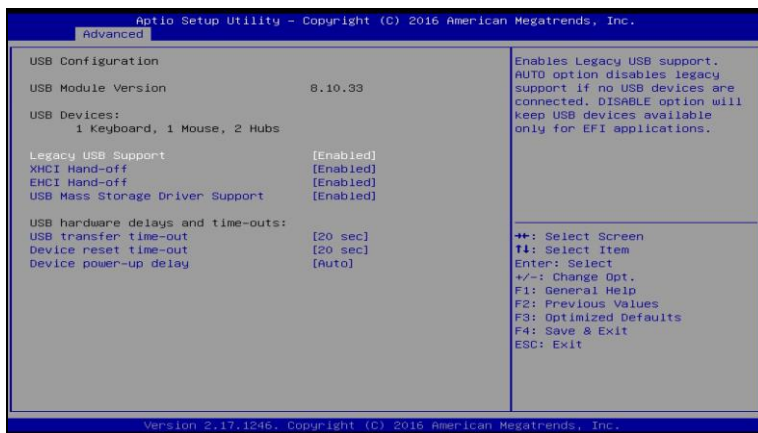 Aptio Setup Utility – Copyright (C) 2016 American Megatrends, Inc.
Advanced
USB Configuration
USB Module Version 8.10.33
USB Devices:
1 Keyboard, 1 Mouse, 2 Hubs
Legacy USB Support [Enabled]
XHCI Hand-off [Enabled]
EHCI Hand-off [Enabled]
USB Mass Storage Driver Support [Enabled]
USB hardware delays and time-outs:
USB transfer time-out [20 sec]
Device reset time-out [20 sec]
Device power-up delay [Auto]
Enables Legacy USB support.
AUTO option disables legacy
support if no USB devices are
connected. DISABLE option will
keep USB devices available
only for EFI applications.
→←: Select Screen
↑↓: Select Item
Enter: Select
+/-: Change Opt.
F1: General Help
F2: Previous Values
F3: Optimized Defaults
F4: Save & Exit
ESC: Exit
Version 2.17.1246. Copyright (C) 2016 American Megatrends, Inc.